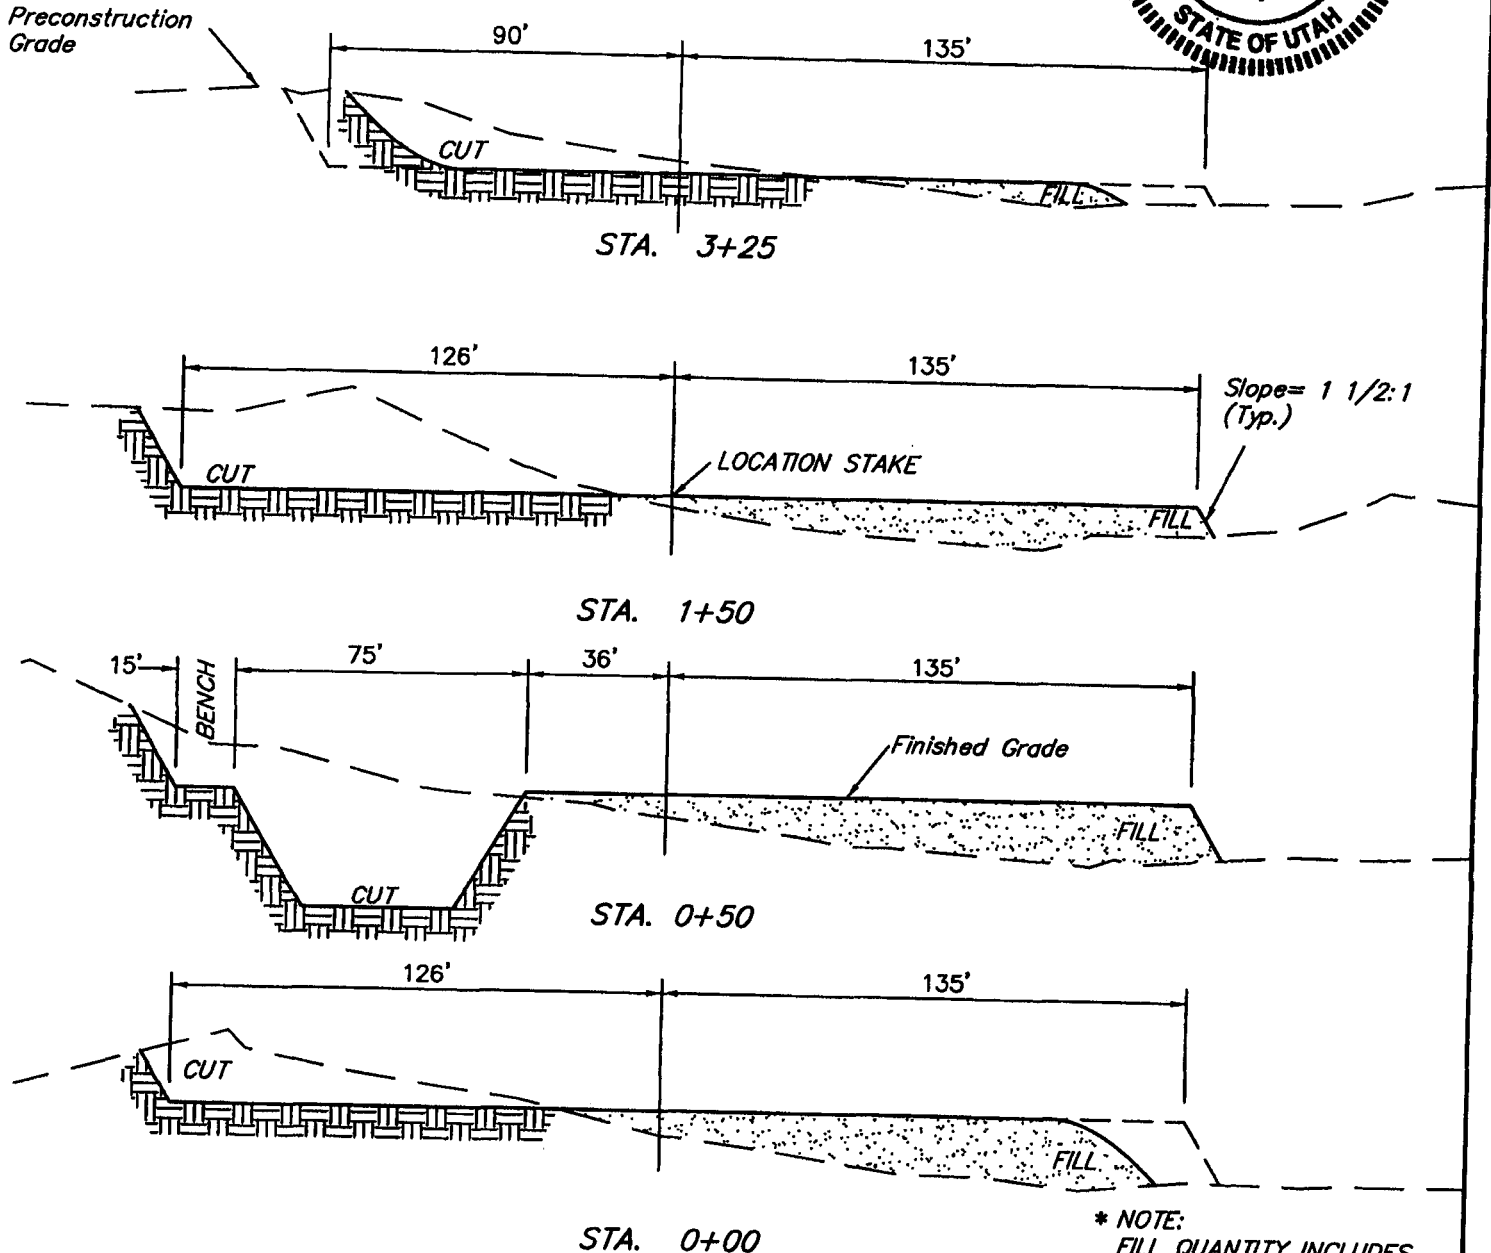 Preconstruction
Grade
90' 135'
STATE OF UTAH
CUT
FILL
STA. 3+25
126' 135'
Slope= 1 1/2:1
(Typ.)
CUT
LOCATION STAKE
FILL
STA. 1+50
15' BENCH 75' 36' 135'
Finished Grade
FILL
CUT
STA. 0+50
126' 135'
CUT
FILL
STA. 0+00
* NOTE:
FILL QUANTITY INCLUDES